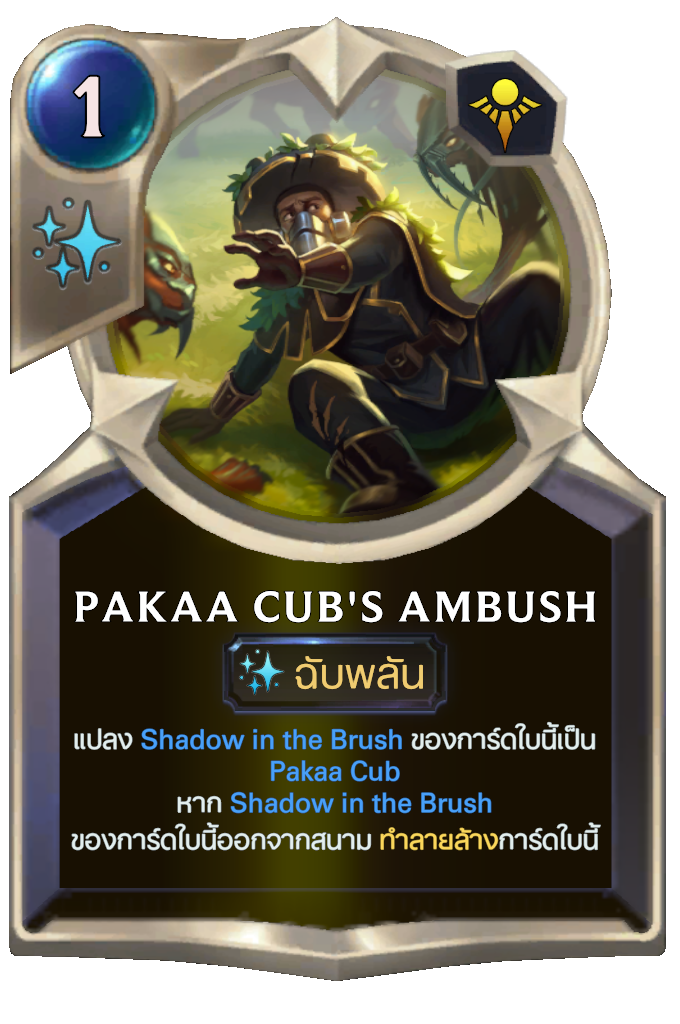 1
PAKAA CUB'S AMBUSH
ฉับพลัน
แปลง Shadow in the Brush ของการ์ดใบนี้เป็น
Pakaa Cub
หาก Shadow in the Brush
ของการ์ดใบนี้ออกจากสนาม ทำลายล้างการ์ดใบนี้